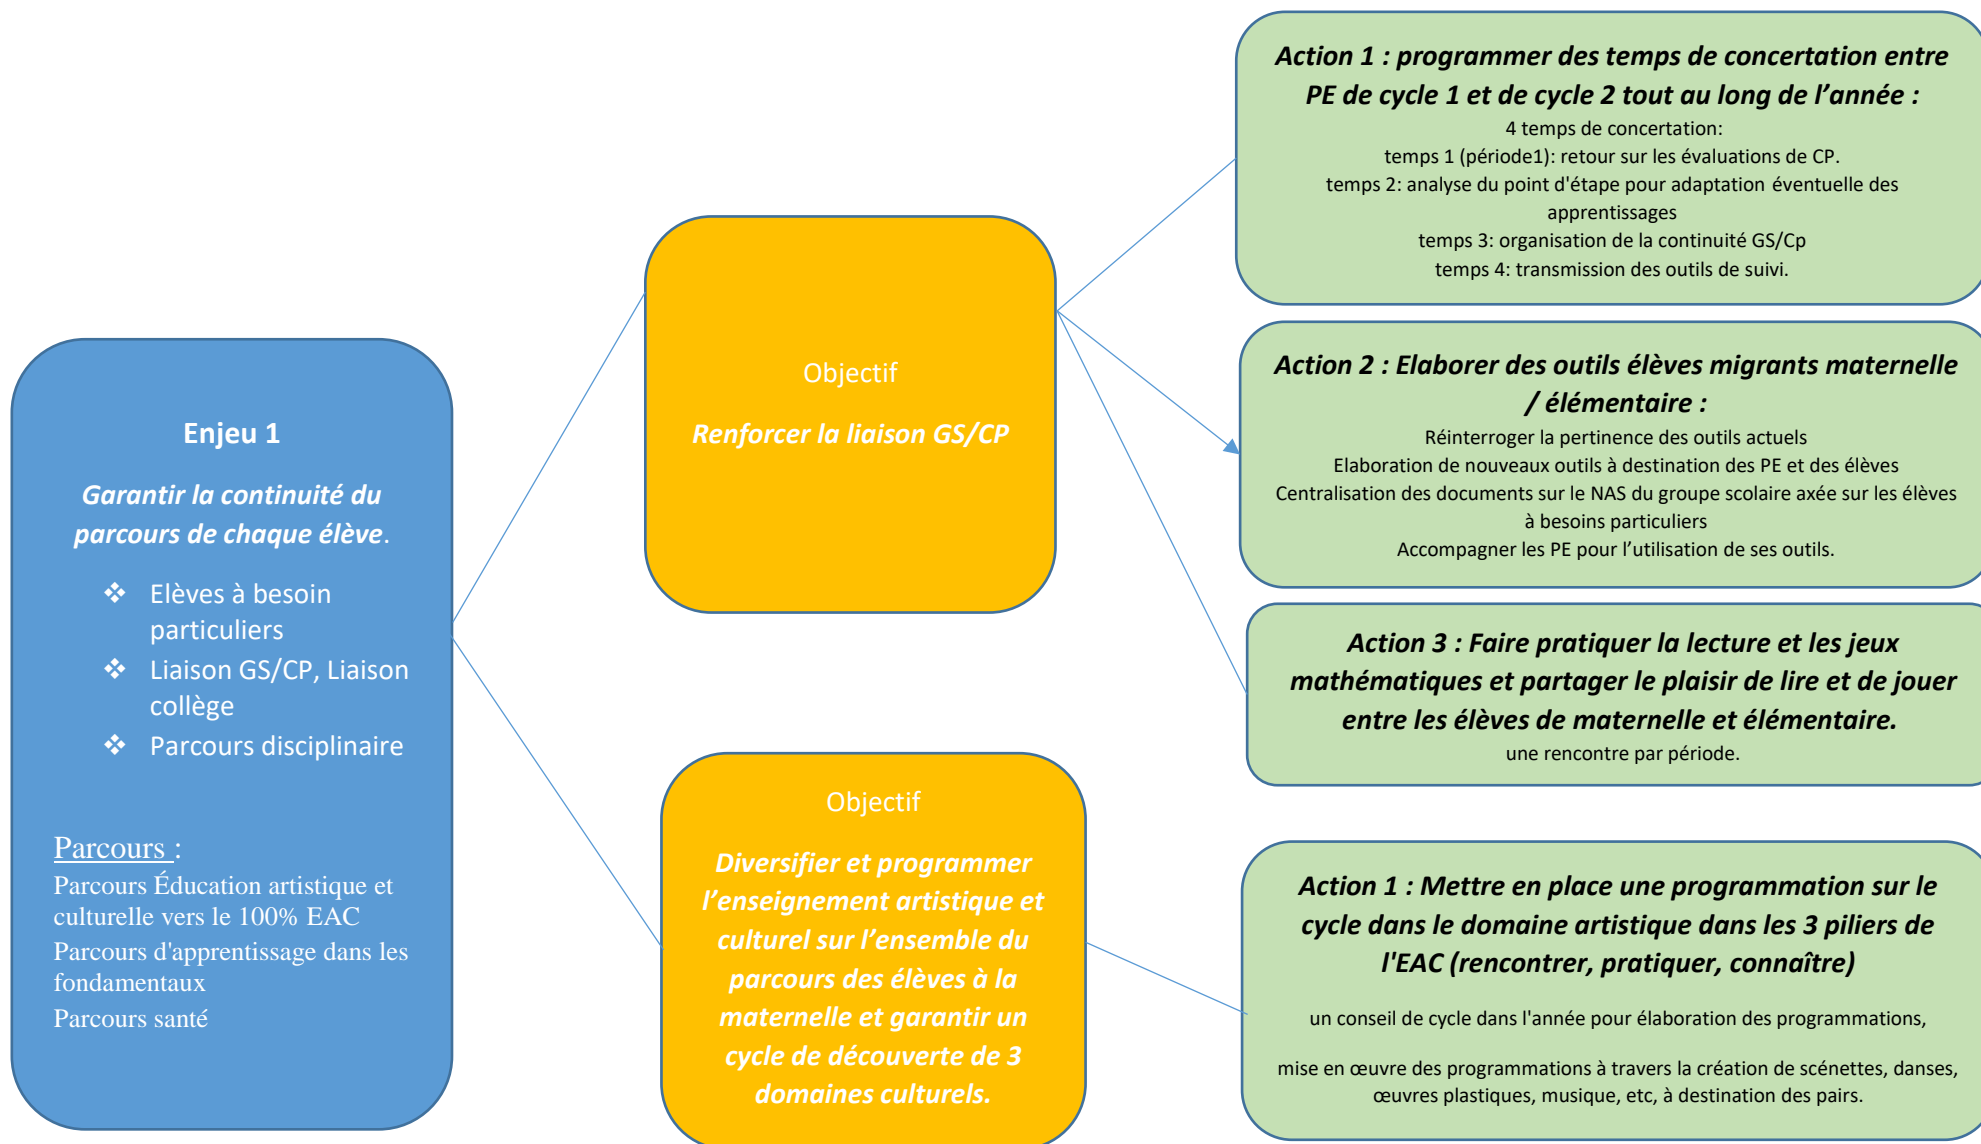 Enjeu 1
Garantir la continuité du
parcours de chaque élève.
❖ Elèves à besoin
particuliers
❖ Liaison GS/CP, Liaison
collège
❖ Parcours disciplinaire
Parcours :
Parcours Éducation artistique et
culturelle vers le 100% EAC
Parcours d'apprentissage dans les
fondamentaux
Parcours santé
Objectif
Renforcer la liaison GS/CP
Action 1 : programmer des temps de concertation entre
PE de cycle 1 et de cycle 2 tout au long de l’année :
4 temps de concertation:
temps 1 (période1): retour sur les évaluations de CP.
temps 2: analyse du point d'étape pour adaptation éventuelle des
apprentissages
temps 3: organisation de la continuité GS/Cp
temps 4: transmission des outils de suivi.
Action 2 : Elaborer des outils élèves migrants maternelle
/ élémentaire :
Réinterroger la pertinence des outils actuels
Elaboration de nouveaux outils à destination des PE et des élèves
Centralisation des documents sur le NAS du groupe scolaire axée sur les élèves
à besoins particuliers
Accompagner les PE pour l’utilisation de ses outils.
Action 3 : Faire pratiquer la lecture et les jeux
mathématiques et partager le plaisir de lire et de jouer
entre les élèves de maternelle et élémentaire.
une rencontre par période.
Objectif
Diversifier et programmer
l’enseignement artistique et
culturel sur l’ensemble du
parcours des élèves à la
maternelle et garantir un
cycle de découverte de 3
domaines culturels.
Action 1 : Mettre en place une programmation sur le
cycle dans le domaine artistique dans les 3 piliers de
l'EAC (rencontrer, pratiquer, connaître)
un conseil de cycle dans l'année pour élaboration des programmations,
mise en œuvre des programmations à travers la création de scénettes, danses,
œuvres plastiques, musique, etc, à destination des pairs.